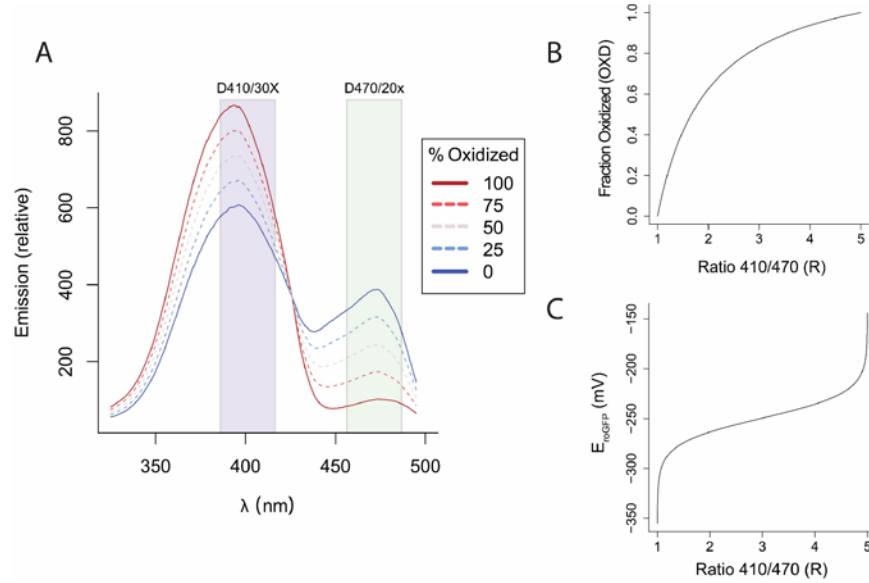 A
D410/30X
D470/20x
Emission (relative)
800
600
400
200
350
400
450
500
λ (nm)
% Oxidized
100
75
50
25
0
B
Fraction Oxidized (OXD)
1.0
0.8
0.6
0.4
0.2
0.0
1
2
3
4
5
Ratio 410/470 (R)
C
EroGFP (mV)
−150
−200
−250
−300
−350
1
2
3
4
5
Ratio 410/470 (R)